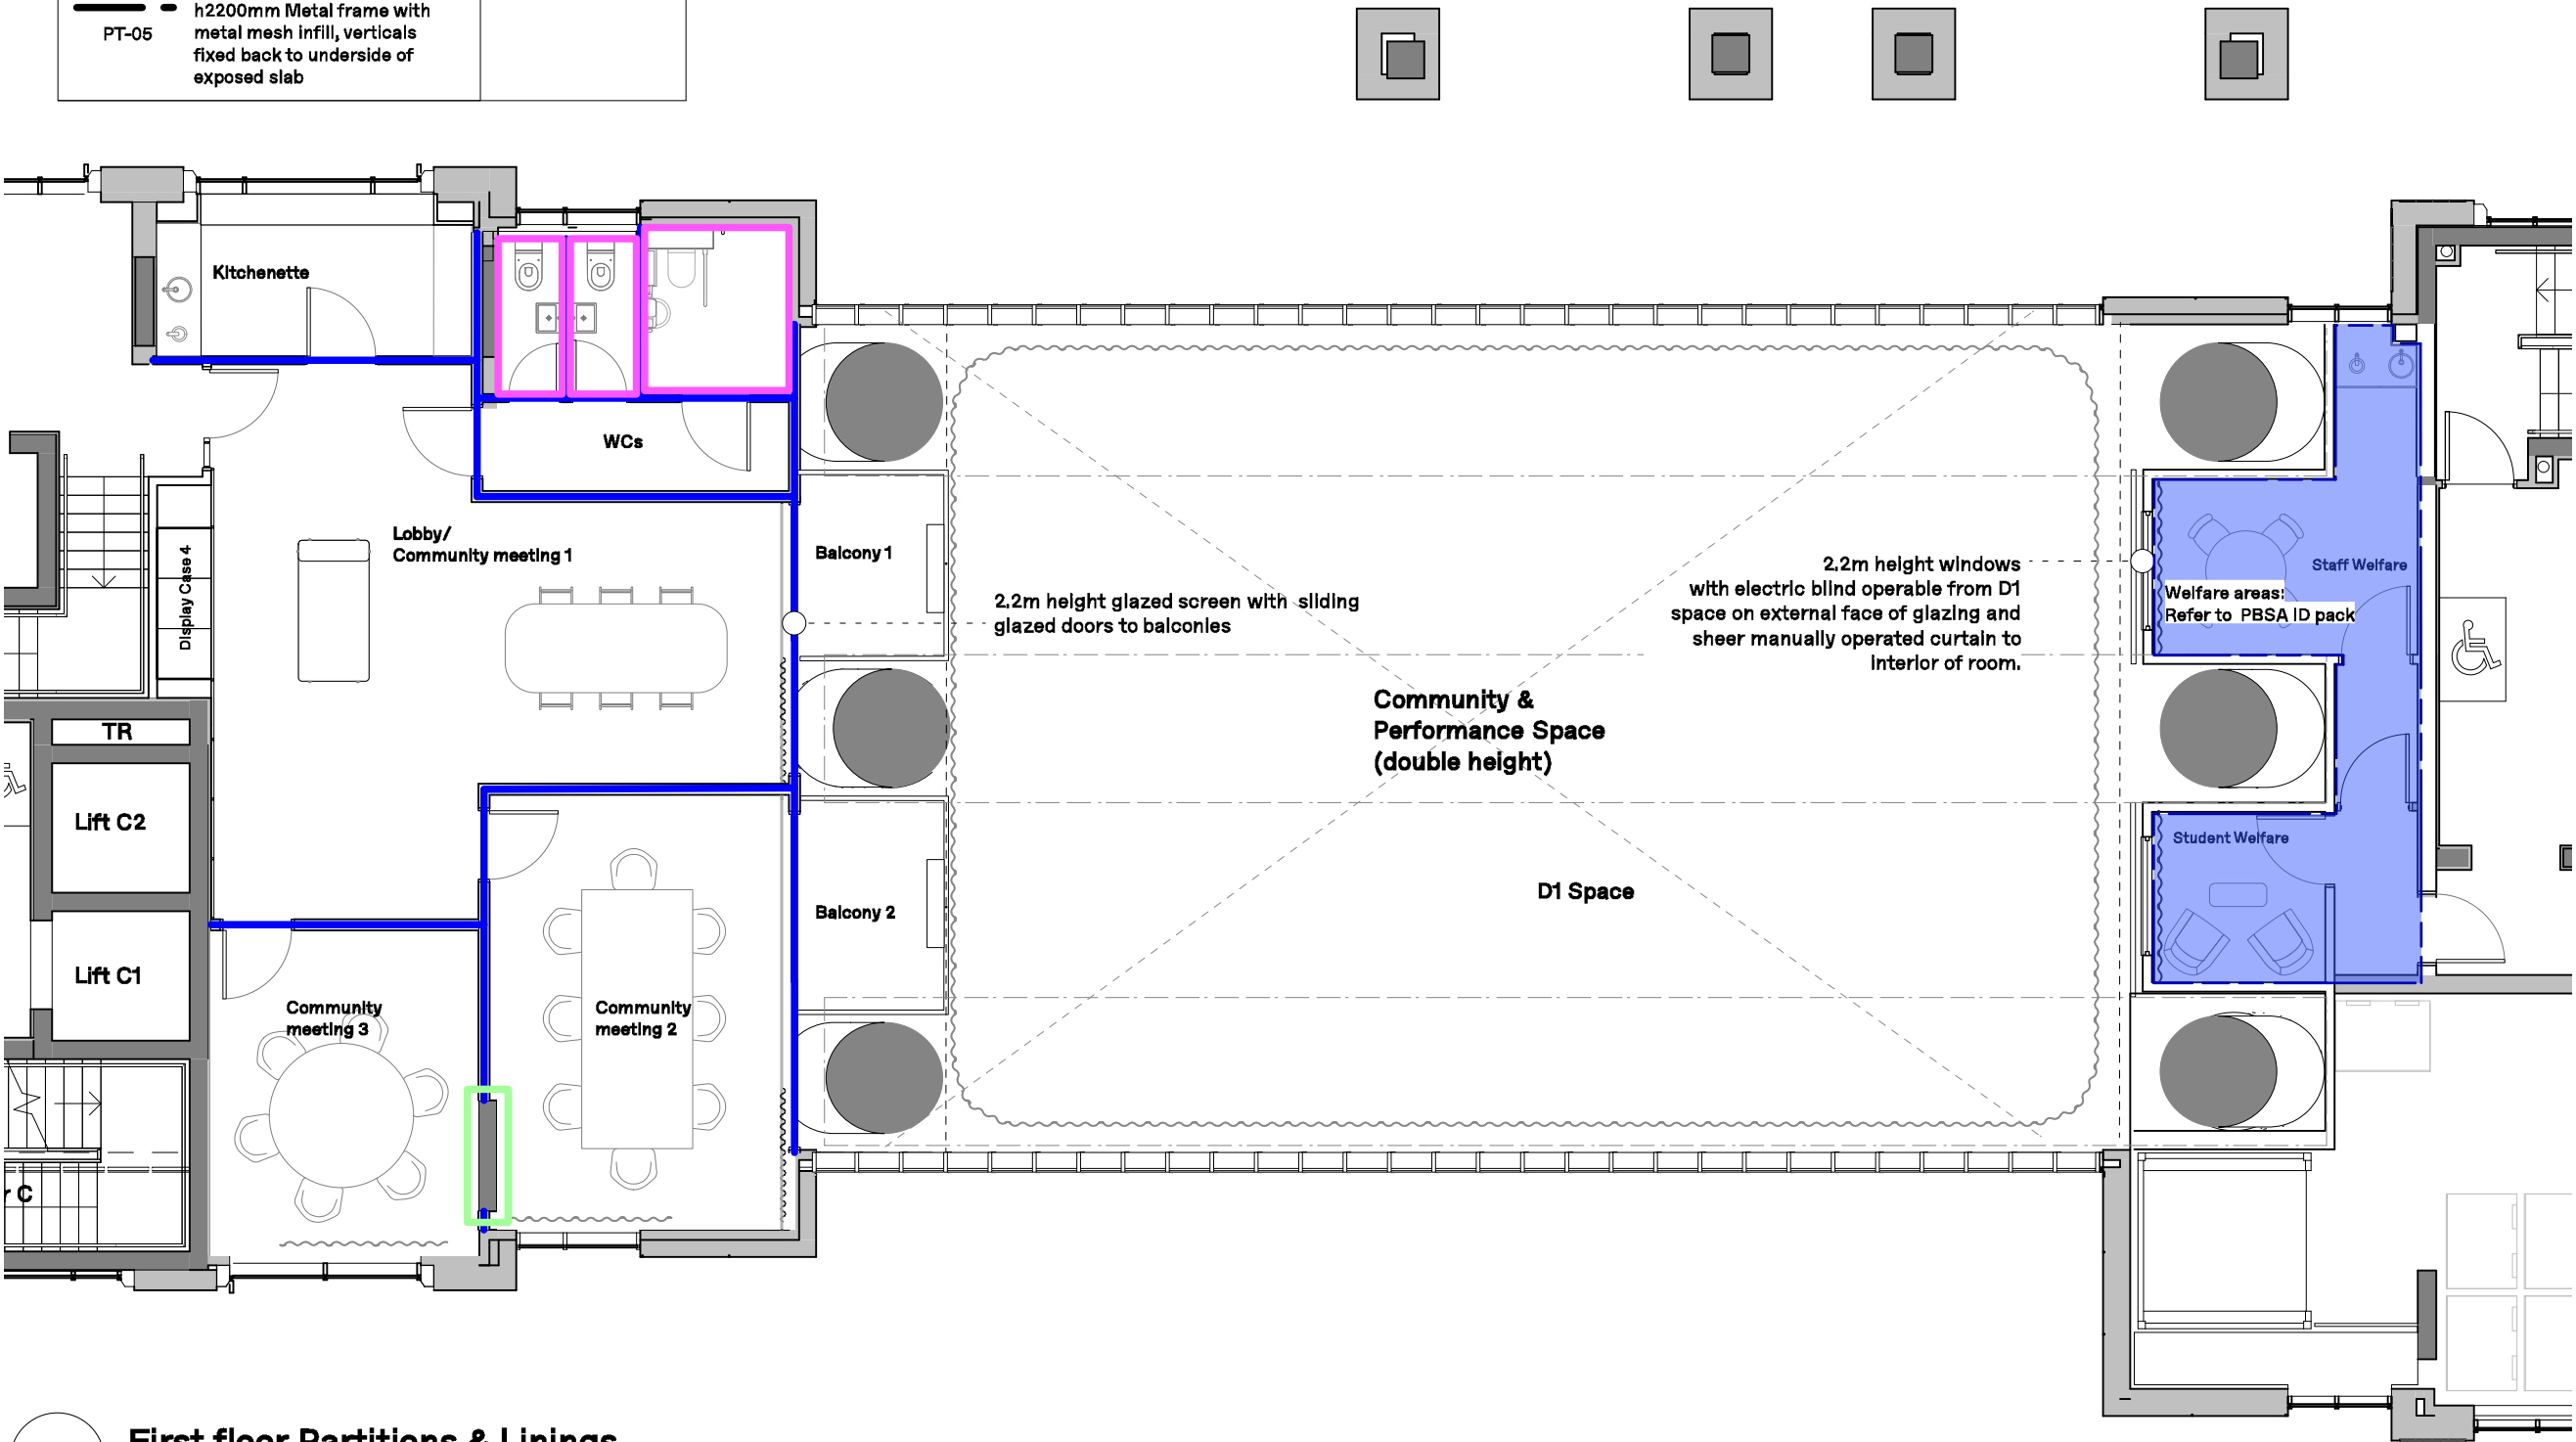 h2200mm Metal frame with
PT-05
metal mesh infill, verticals
fixed back to underside of
exposed slab
Kitchenette
WCs
Lobby/
Community meeting 1
Display Case 4
Balcony 1
2.2m height glazed screen with sliding
glazed doors to balconies
2.2m height windows
with electric blind operable from D1
space on external face of glazing and
sheer manually operated curtain to
interior of room.
Staff Welfare
Welfare areas:
Refer to PBSA ID pack
Community &
Performance Space
(double height)
TR
Lift C2
Student Welfare
D1 Space
Balcony 2
Lift C1
Community
meeting 3
Community
meeting 2
C
First floor Partitions & Linings